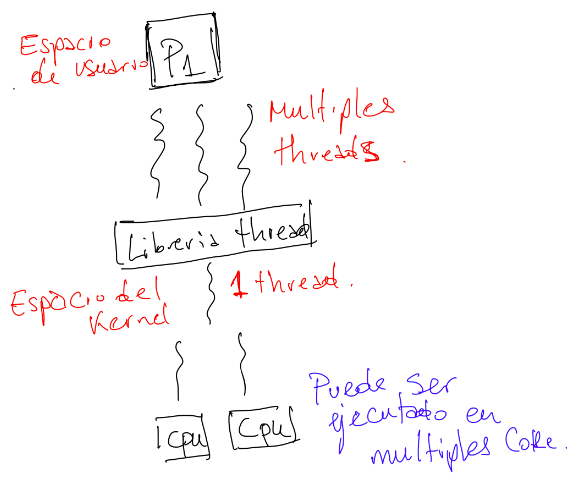 Espacio
de usuario
P1
Multiples
threads.
Libreria thread
Espacio del
Kernel
1 thread.
Cpu
Cpu
Puede ser
ejecutado en
multiples Core.